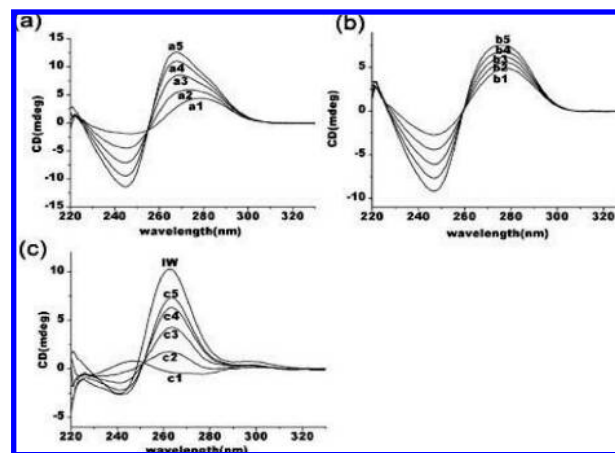 (a)
15
10
5
0
-5
-10
-15
CD(mdeg)
a5
a4
a3
a2
a1
220 240 260 280 300 320
wavelength(nm)
(b)
10
5
0
-5
-10
CD(mdeg)
b5
b4
b3
b2
b1
220 240 260 280 300 320
wavelength(nm)
(c)
10
5
0
-5
CD(mdeg)
IW
c5
c4
c3
c2
c1
220 240 260 280 300 320
wavelength(nm)